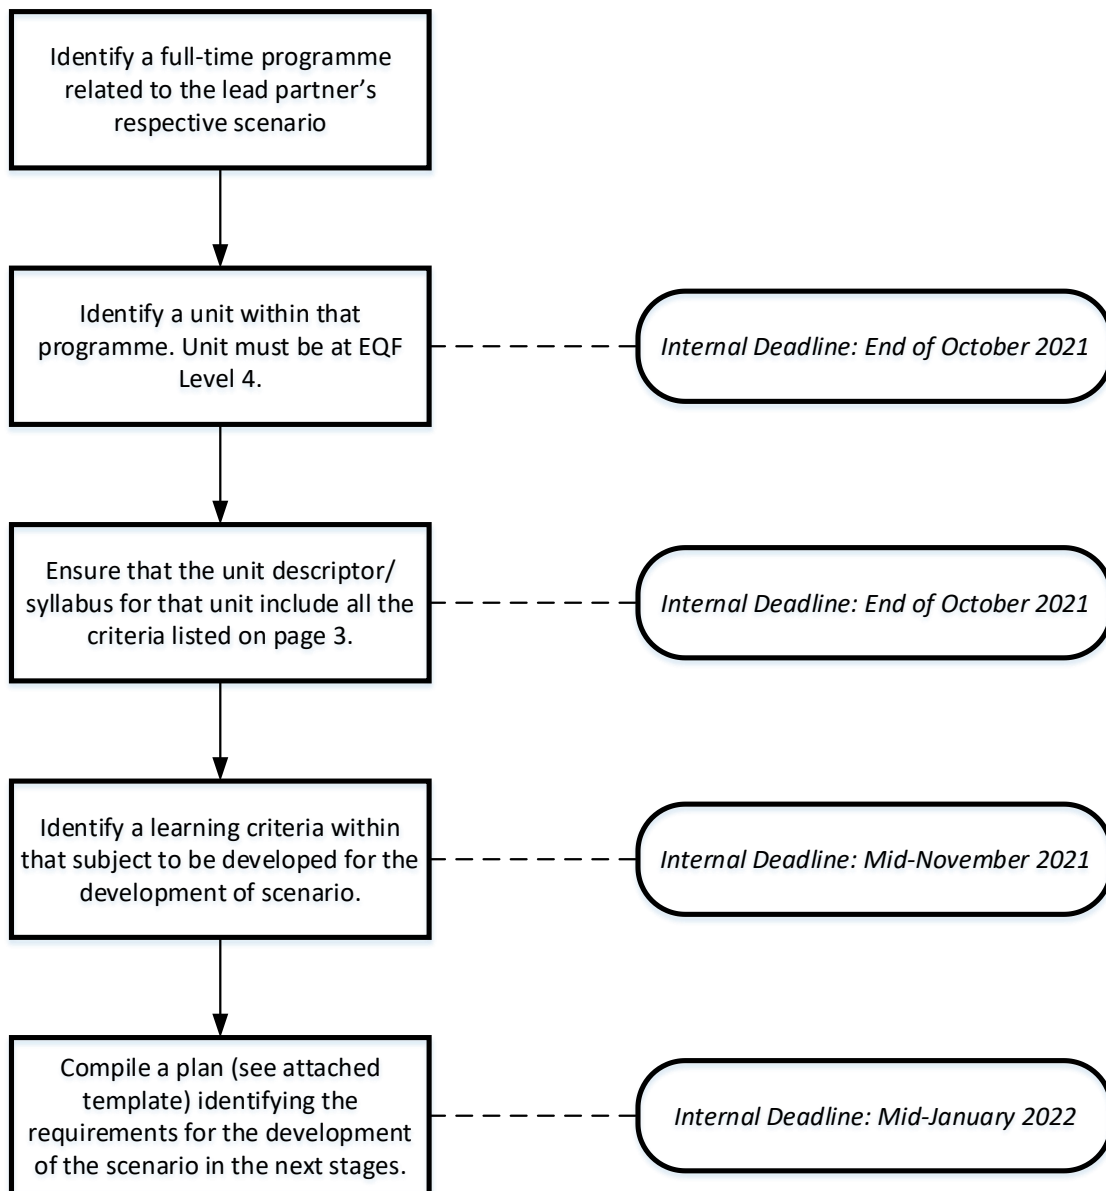 Identify a full-time programme
related to the lead partner’s
respective scenario
Identify a unit within that
programme. Unit must be at EQF
Level 4.
Internal Deadline: End of October 2021
Ensure that the unit descriptor/
syllabus for that unit include all the
criteria listed on page 3.
Internal Deadline: End of October 2021
Identify a learning criteria within
that subject to be developed for the
development of scenario.
Internal Deadline: Mid-November 2021
Compile a plan (see attached
template) identifying the
requirements for the development
of the scenario in the next stages.
Internal Deadline: Mid-January 2022